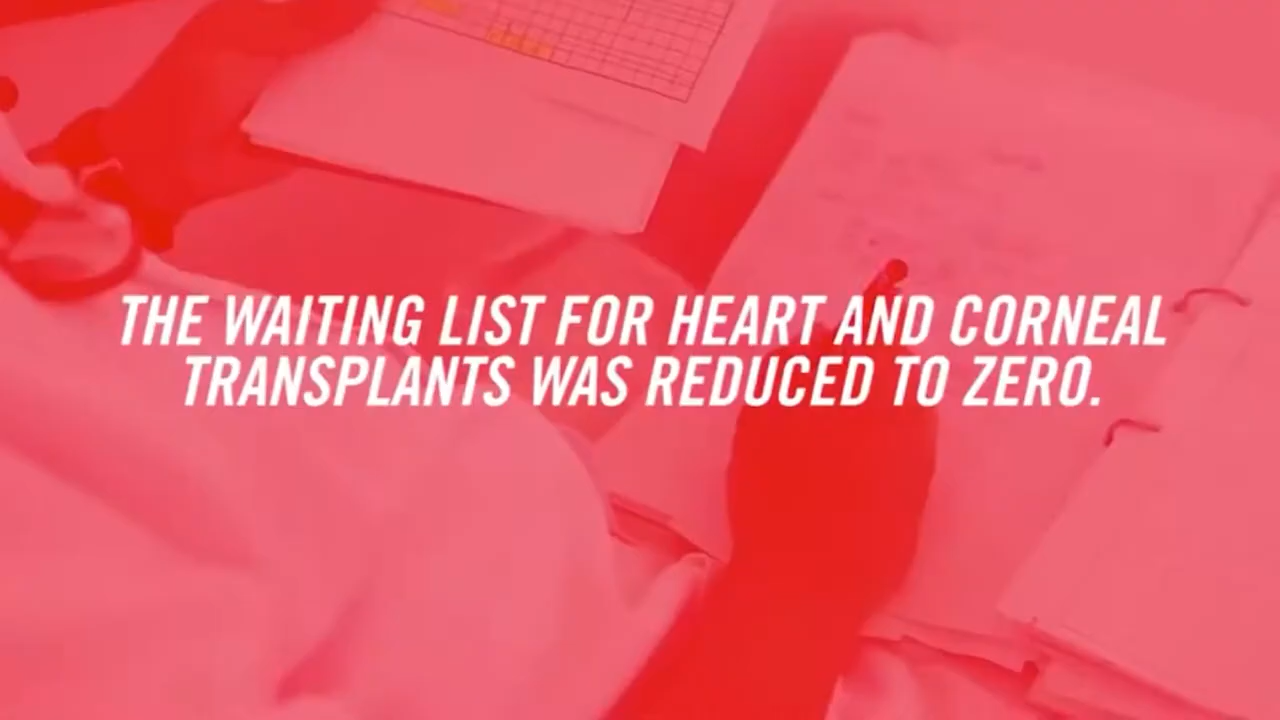 THE WAITING LIST FOR HEART AND CORNEAL
TRANSPLANTS WAS REDUCED TO ZERO.